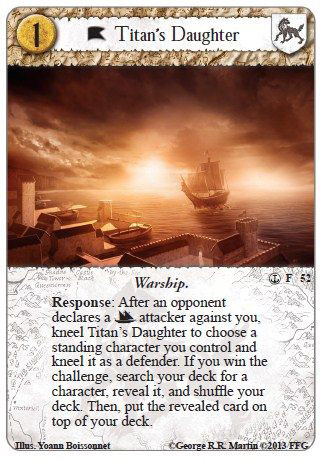 1
Titan's Daughter
Warship.
F 52
Response: After an opponent
declares a attacker against you,
kneel Titan's Daughter to choose a
standing character you control and
kneel it as a defender. If you win the
challenge, search your deck for a
character, reveal it, and shuffle your
deck. Then, put the revealed card on
top of your deck.
Illus. Yoann Boissonnet
©George R.R. Martin ©2013 FFG